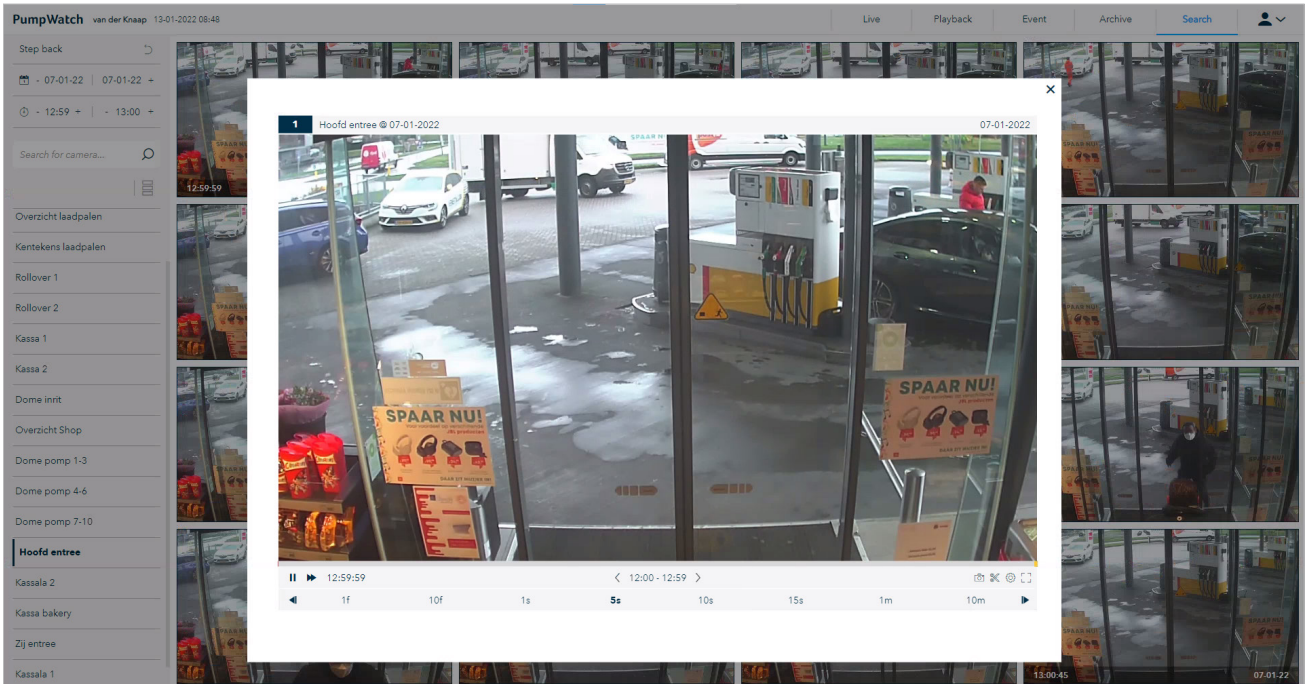 PumpWatch van der Knaap 13-01-2022 08:48
Live Playback Event Archive Search
Step back
- 07-01-22 | 07-01-22 +
- 12:59 + | - 13:00 +
Search for camera...
Overzicht laadpalen
Kentekens laadpalen
Rollover 1
Rollover 2
Kassa 1
Kassa 2
Dome inrit
Overzicht Shop
Dome pomp 1-3
Dome pomp 4-6
Dome pomp 7-10
Hoofd entree
Kassala 2
Kassa bakery
Zij entree
Kassala 1
12:59:59
1 Hoofd entree @ 07-01-2022 07-01-2022
SPAAR NU!
JBL producten
SPAAR NU!
JBL producten
12:59:59 12:00 - 12:59
1f 10f 1s 5s 10s 15s 1m 10m
13:00:45 07-01-22